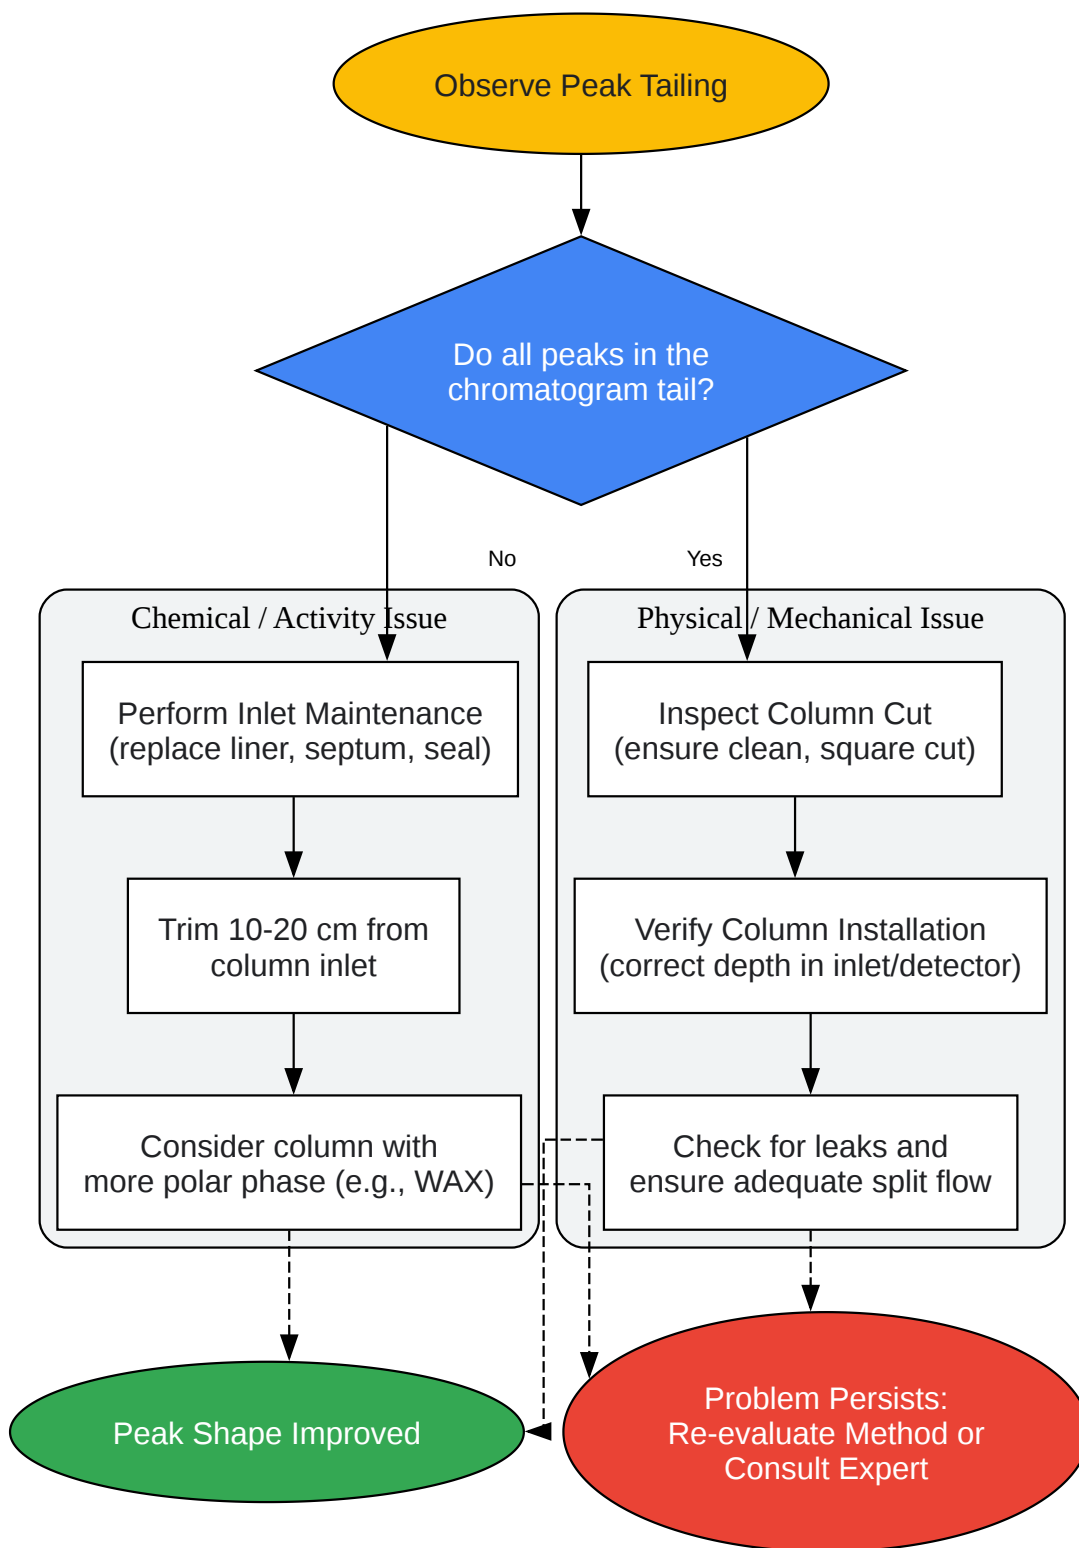 Observe Peak Tailing
Do all peaks in the
chromatogram tail?
No
Yes
Chemical / Activity Issue
Perform Inlet Maintenance
(replace liner, septum, seal)
Trim 10-20 cm from
column inlet
Consider column with
more polar phase (e.g., WAX)
Physical / Mechanical Issue
Inspect Column Cut
(ensure clean, square cut)
Verify Column Installation
(correct depth in inlet/detector)
Check for leaks and
ensure adequate split flow
Peak Shape Improved
Problem Persists:
Re-evaluate Method or
Consult Expert